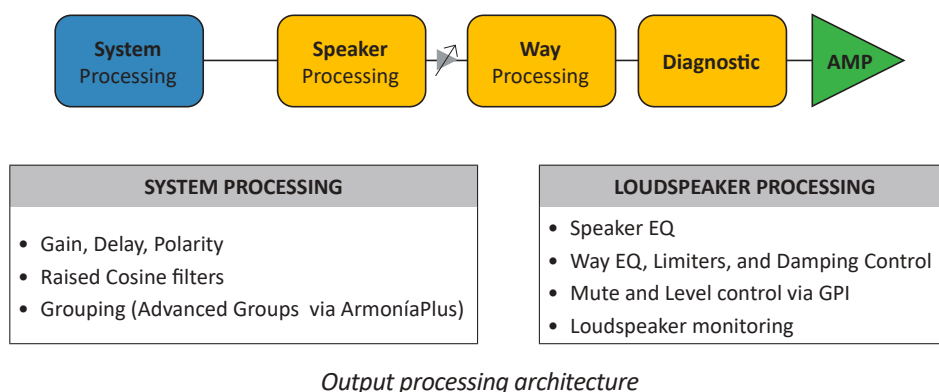 System
Processing
Speaker
Processing
Way
Processing
Diagnostic
AMP
SYSTEM PROCESSING
• Gain, Delay, Polarity
• Raised Cosine filters
• Grouping (Advanced Groups via ArmoníaPlus)
LOUDSPEAKER PROCESSING
• Speaker EQ
• Way EQ, Limiters, and Damping Control
• Mute and Level control via GPI
• Loudspeaker monitoring
Output processing architecture